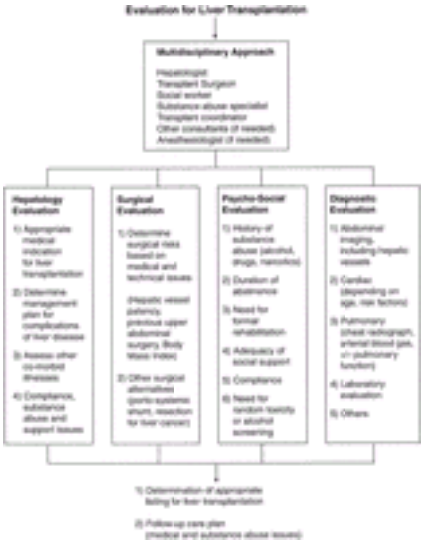 Evaluation for Liver Transplantation
Multidisciplinary Approach
Hepatologist
Transplant Surgeon
Social worker
Substance abuse specialist
Transplant coordinator
Other consultants (if needed)
Anesthesiologist (if needed)
Hepatology
Evaluation
1) Appropriate
medical
indication
for liver
transplantation
2) Determine
management
plan for
complications
of liver disease
3) Assess other
co-morbid
illnesses
4) Compliance,
substance
abuse and
support issues
Surgical
Evaluation
1) Determine
surgical risks
based on
medical and
technical issues
(Hepatic vessel
patency,
previous upper
abdominal
surgery, Body
Mass Index)
2) Other surgical
alternatives
(porto-systemic
shunt, resection
for liver cancer)
Psycho-Social
Evaluation
1) History of
substance
abuse (alcohol,
drugs, narcotics)
2) Duration of
abstinence
3) Need for
formal
rehabilitation
4) Adequacy of
social support
5) Compliance
6) Need for
random toxicity
or alcohol
screening
Diagnostic
Evaluation
1) Abdominal
imaging,
including hepatic
vessels
2) Cardiac
(depending on
age, risk factors)
3) Pulmonary
(chest radiograph,
arterial blood gas,
+/- pulmonary
function)
4) Laboratory
evaluation
5) Others
1) Determination of appropriate
listing for liver transplantation
2) Follow-up care plan
(medical and substance abuse issues)